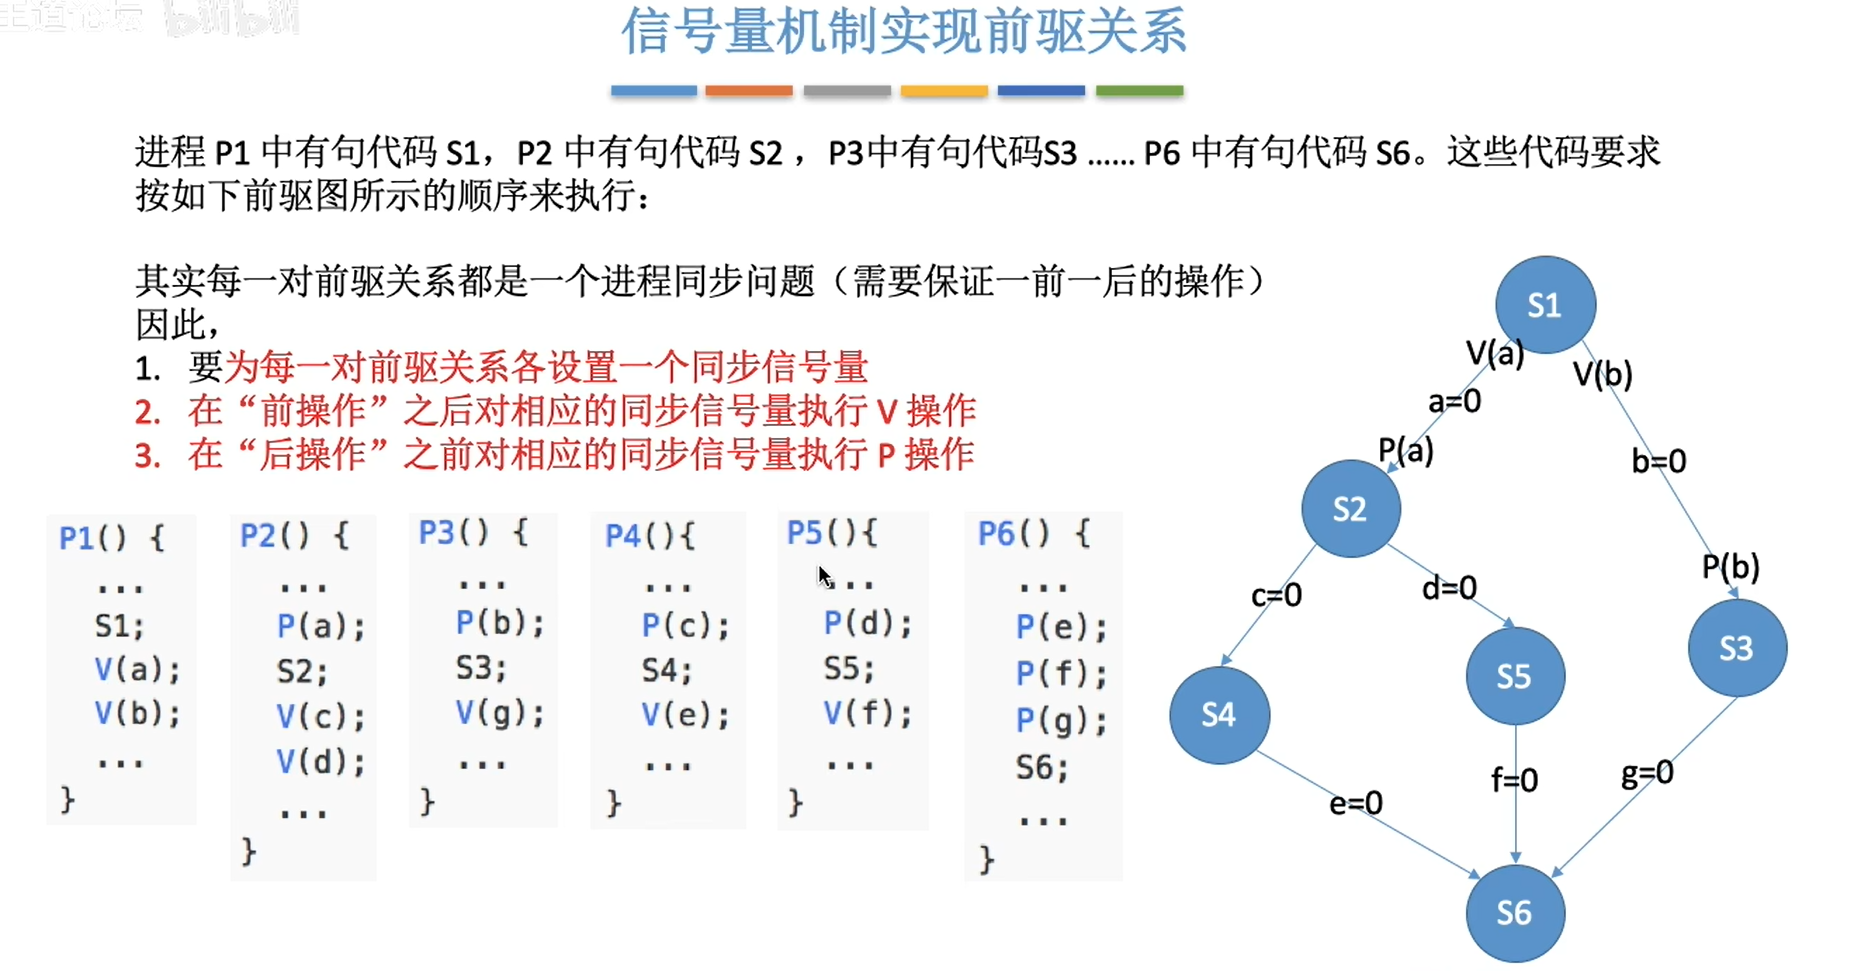 王道论坛 bilibili
信号量机制实现前驱关系
进程 P1 中有句代码 S1，P2 中有句代码 S2 ，P3中有句代码S3 …… P6 中有句代码 S6。这些代码要求
按如下前驱图所示的顺序来执行：
其实每一对前驱关系都是一个进程同步问题（需要保证一前一后的操作）
因此，
1. 要为每一对前驱关系各设置一个同步信号量
2. 在“前操作”之后对相应的同步信号量执行 V 操作
3. 在“后操作”之前对相应的同步信号量执行 P 操作
P1() {
...
S1;
V(a);
V(b);
...
}
P2() {
...
P(a);
S2;
V(c);
V(d);
...
}
P3() {
...
P(b);
S3;
V(g);
...
}
P4(){
...
P(c);
S4;
V(e);
...
}
P5(){
...
P(d);
S5;
V(f);
...
}
P6() {
...
P(e);
P(f);
P(g);
S6;
...
}
S1
V(a)
V(b)
a=0
P(a)
b=0
S2
P(b)
c=0
d=0
S3
S5
S4
f=0
g=0
e=0
S6